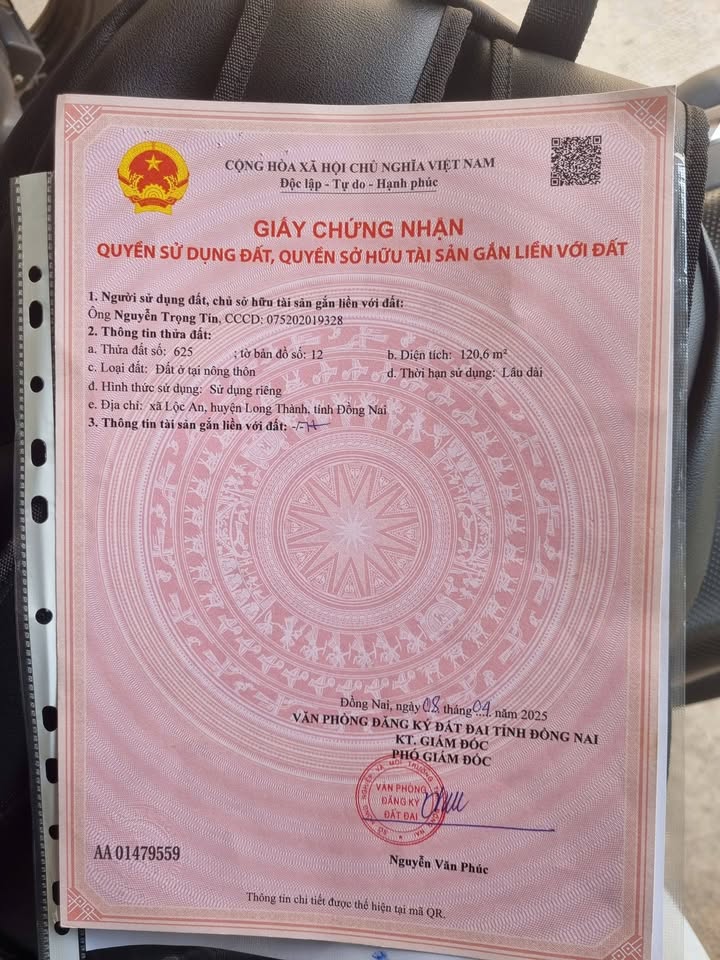 CỘNG HÒA XÃ HỘI CHỦ NGHĨA VIỆT NAM
Độc lập - Tự do - Hạnh phúc
GIẤY CHỨNG NHẬN
QUYỀN SỬ DỤNG ĐẤT, QUYỀN SỞ HỮU TÀI SẢN GẮN LIỀN VỚI ĐẤT
1. Người sử dụng đất, chủ sở hữu tài sản gắn liền với đất:
Ông Nguyễn Trọng Tín, CCCD: 075202019328
2. Thông tin thửa đất:
a. Thửa đất số: 625 ; tờ bản đồ số: 12 b. Diện tích: 120,6 m²
c. Loại đất: Đất ở tại nông thôn d. Thời hạn sử dụng: Lâu dài
đ. Hình thức sử dụng: Sử dụng riêng
e. Địa chỉ: xã Lộc An, huyện Long Thành, tỉnh Đồng Nai
3. Thông tin tài sản gắn liền với đất: -/-
Đồng Nai, ngày 08 tháng 04 năm 2025
VĂN PHÒNG ĐĂNG KÝ ĐẤT ĐAI TỈNH ĐỒNG NAI
KT. GIÁM ĐỐC
PHÓ GIÁM ĐỐC
VĂN PHÒNG
ĐĂNG KÝ
ĐẤT ĐAI
Nguyễn Văn Phúc
AA 01479559
Thông tin chi tiết được thể hiện tại mã QR.